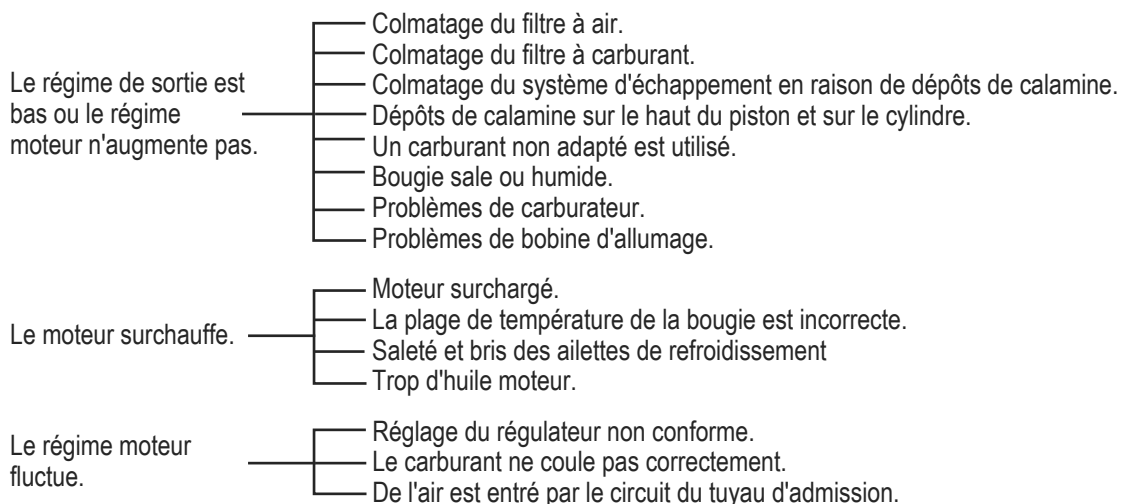 Le régime de sortie est
bas ou le régime
moteur n'augmente pas.
Colmatage du filtre à air.
Colmatage du filtre à carburant.
Colmatage du système d'échappement en raison de dépôts de calamine.
Dépôts de calamine sur le haut du piston et sur le cylindre.
Un carburant non adapté est utilisé.
Bougie sale ou humide.
Problèmes de carburateur.
Problèmes de bobine d'allumage.
Le moteur surchauffe.
Moteur surchargé.
La plage de température de la bougie est incorrecte.
Saleté et bris des ailettes de refroidissement
Trop d'huile moteur.
Le régime moteur
fluctue.
Réglage du régulateur non conforme.
Le carburant ne coule pas correctement.
De l'air est entré par le circuit du tuyau d'admission.